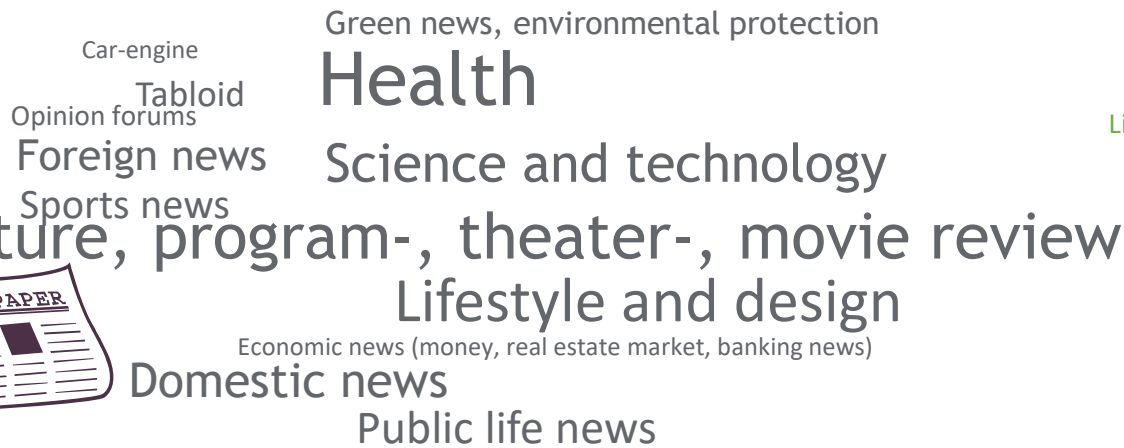 Green news, environmental protection
Car-engine
Health
Tabloid
Opinion forums
Li
Foreign news
Science and technology
Sports news
ture, program-, theater-, movie review
PAPER
Lifestyle and design
Economic news (money, real estate market, banking news)
Domestic news
Public life news